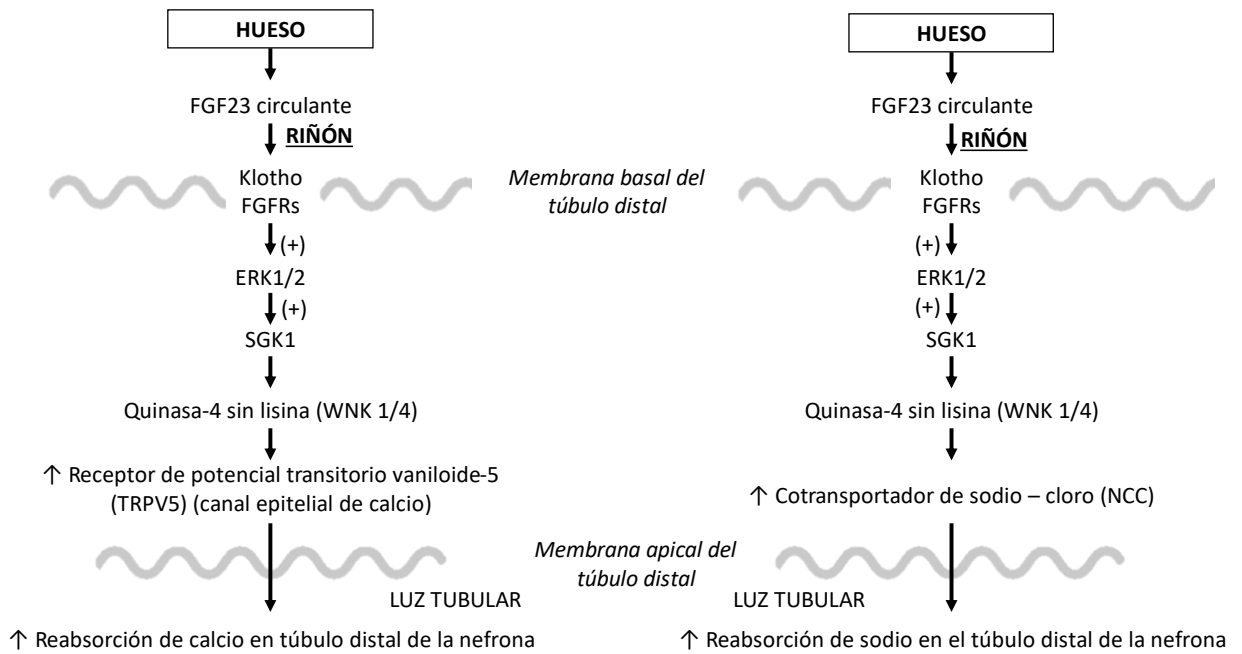 HUESO
FGF23 circulante
RIÑÓN
Klotho
FGFRs
(+)
ERK1/2
(+)
SGK1
Quinasa-4 sin lisina (WNK 1/4)
↑ Receptor de potencial transitorio vaniloide-5
(TRPV5) (canal epitelial de calcio)
LUZ TUBULAR
↑ Reabsorción de calcio en túbulo distal de la nefrona
Membrana basal del
túbulo distal
Membrana apical del
túbulo distal
HUESO
FGF23 circulante
RIÑÓN
Klotho
FGFRs
(+)
ERK1/2
(+)
SGK1
Quinasa-4 sin lisina (WNK 1/4)
↑ Cotransportador de sodio – cloro (NCC)
LUZ TUBULAR
↑ Reabsorción de sodio en el túbulo distal de la nefrona